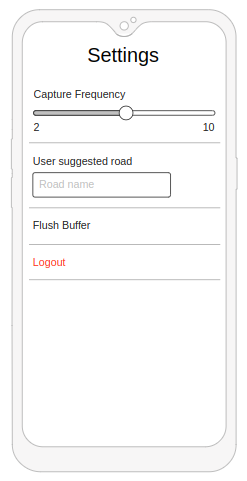 Settings
Capture Frequency
2 10
User suggested road
Road name
Flush Buffer
Logout